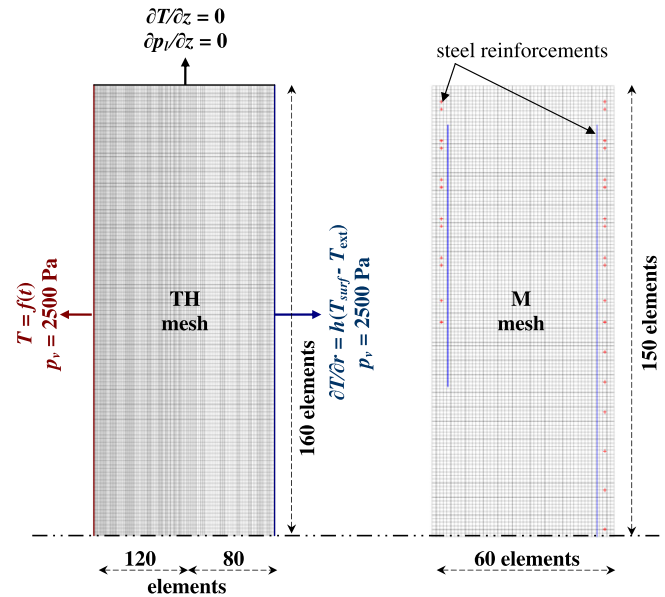 ∂T/∂z = 0
∂p_l/∂z = 0
steel reinforcements
T = f(t)
p_v = 2500 Pa
TH
mesh
∂T/∂r = h(T_surf - T_ext)
p_v = 2500 Pa
160 elements
M
mesh
150 elements
120
80
elements
60 elements